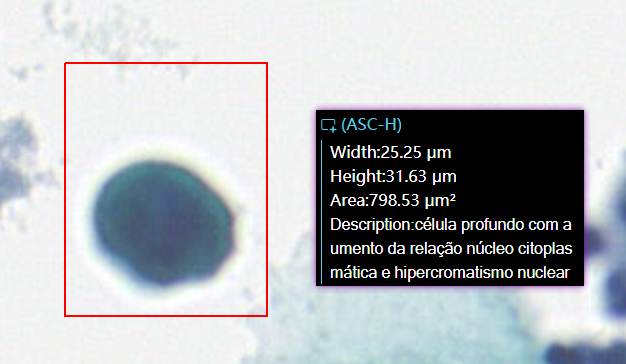 (ASC-H)
Width:25.25 μm
Height:31.63 μm
Area:798.53 μm²
Description:célula profundo com a
umento da relação núcleo citoplas
mática e hipercromatismo nuclear